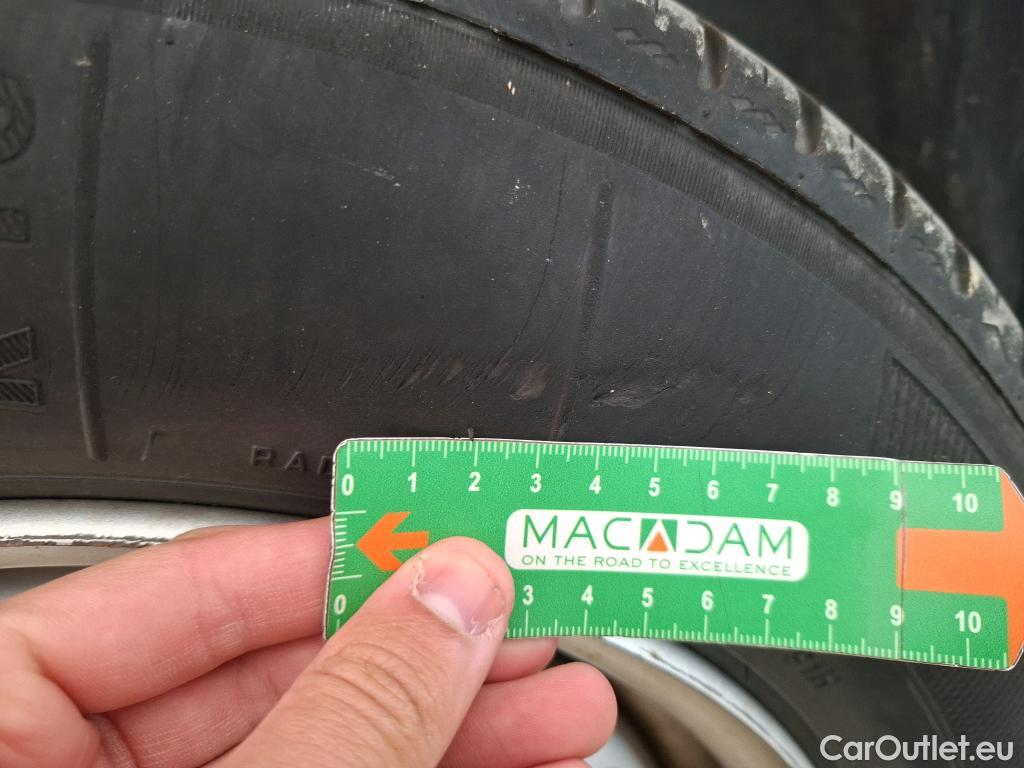 K
RAD
0 1 2 3 4 5 6 7 8 9 10
MACADAM
ON THE ROAD TO EXCELLENCE
0 3 4 5 6 7 8 9 10
CarOutlet.eu